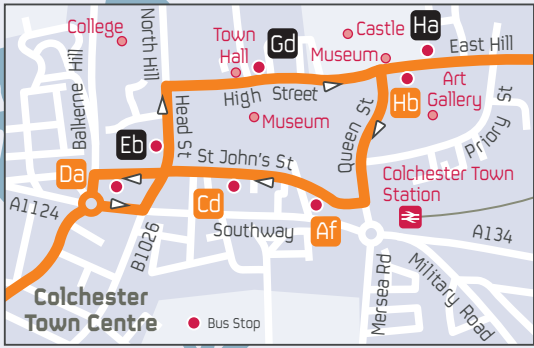 College
North Hill
Balkerne Hill
Town
Hall
Gd
Castle
Museum
Ha
East Hill
High Street
Museum
Head St
Eb
Hb
Art
Gallery
Queen St
Priory St
St John's St
Da
Cd
Af
Colchester Town
Station
A1124
B1026
Southway
A134
Mersea Rd
Military Road
Colchester
Town Centre
Bus Stop